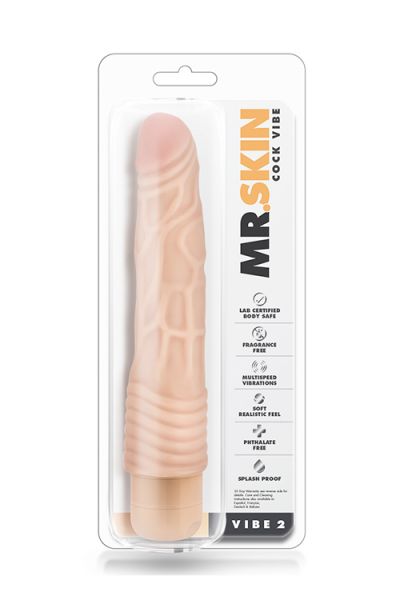 MR.SKIN
COCK VIBE
LAB CERTIFIED
BODY SAFE
FRAGRANCE
FREE
MULTISPEED
VIBRATIONS
SOFT
REALISTIC FEEL
PHTHALATE
FREE
SPLASH PROOF
VIBE 2